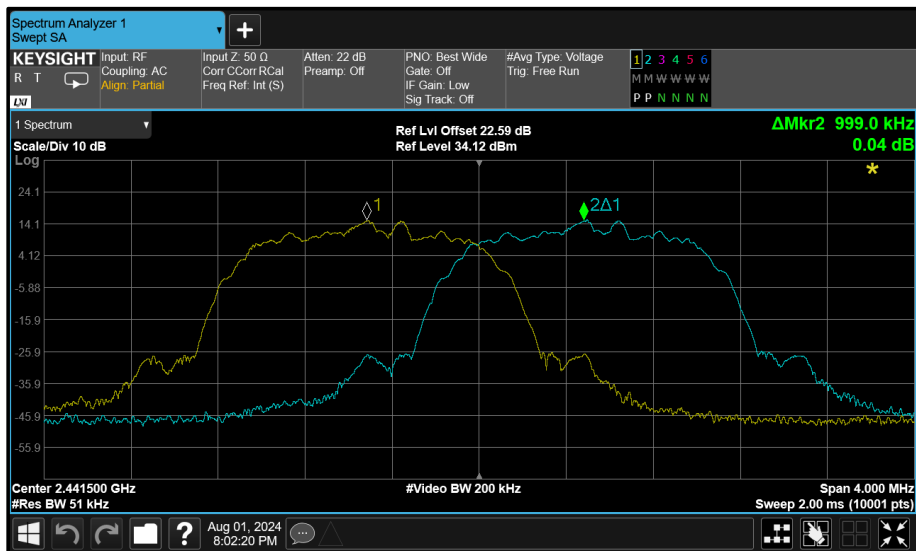 Spectrum Analyzer 1
Swept SA
+
KEYSIGHT
R T
LXI
Input: RF
Coupling: AC
Align: Partial
Input Z: 50 Ω
Corr CCorr RCal
Freq Ref: Int (S)
Atten: 22 dB
Preamp: Off
PNO: Best Wide
Gate: Off
IF Gain: Low
Sig Track: Off
#Avg Type: Voltage
Trig: Free Run
1 2 3 4 5 6
M M W W W W
P P N N N N
1 Spectrum
Scale/Div 10 dB
Log
Ref Lvl Offset 22.59 dB
Ref Level 34.12 dBm
ΔMkr2 999.0 kHz
0.04 dB
*
24.1
14.1
4.12
-5.88
-15.9
-25.9
-35.9
-45.9
-55.9
1
2Δ1
Center 2.441500 GHz
#Res BW 51 kHz
#Video BW 200 kHz
Span 4.000 MHz
Sweep 2.00 ms (10001 pts)
?
Aug 01, 2024
8:02:20 PM